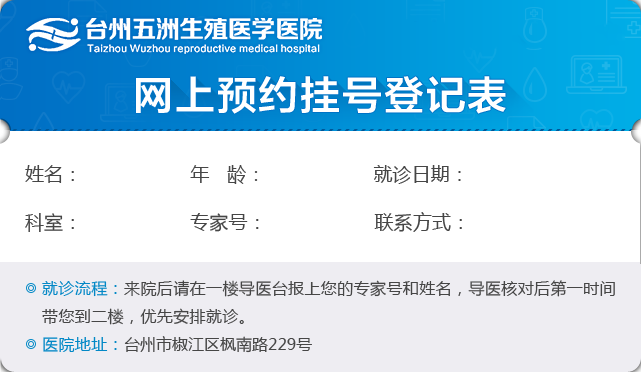 台州五洲生殖医学医院
Taizhou Wuzhou reproductive medical hospital
网上预约挂号登记表
姓名： 年 龄： 就诊日期：
科室： 专家号： 联系方式：
就诊流程：来院后请在一楼导医台报上您的专家号和姓名，导医核对后第一时间
带您到二楼，优先安排就诊。
医院地址：台州市椒江区枫南路229号